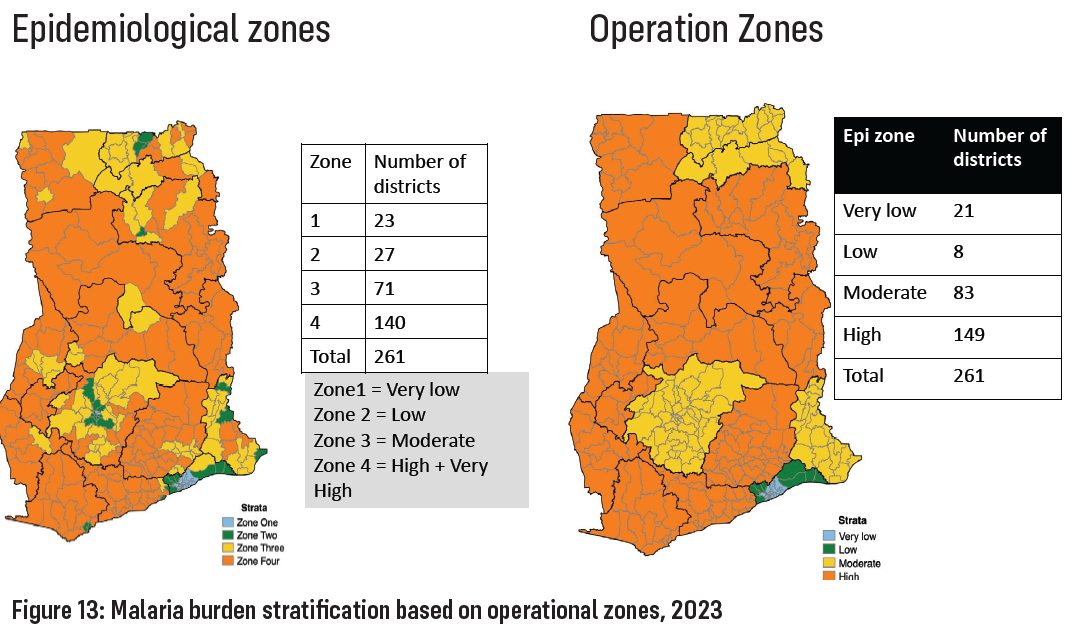 Epidemiological zones
Operation Zones
Zone Number of
districts
1 23
2 27
3 71
4 140
Total 261
Zone1 = Very low
Zone 2 = Low
Zone 3 = Moderate
Zone 4 = High + Very
High
Strata
Zone One
Zone Two
Zone Three
Zone Four
Epi zone Number of
districts
Very low 21
Low 8
Moderate 83
High 149
Total 261
Strata
Very low
Low
Moderate
High
Figure 13: Malaria burden stratification based on operational zones, 2023